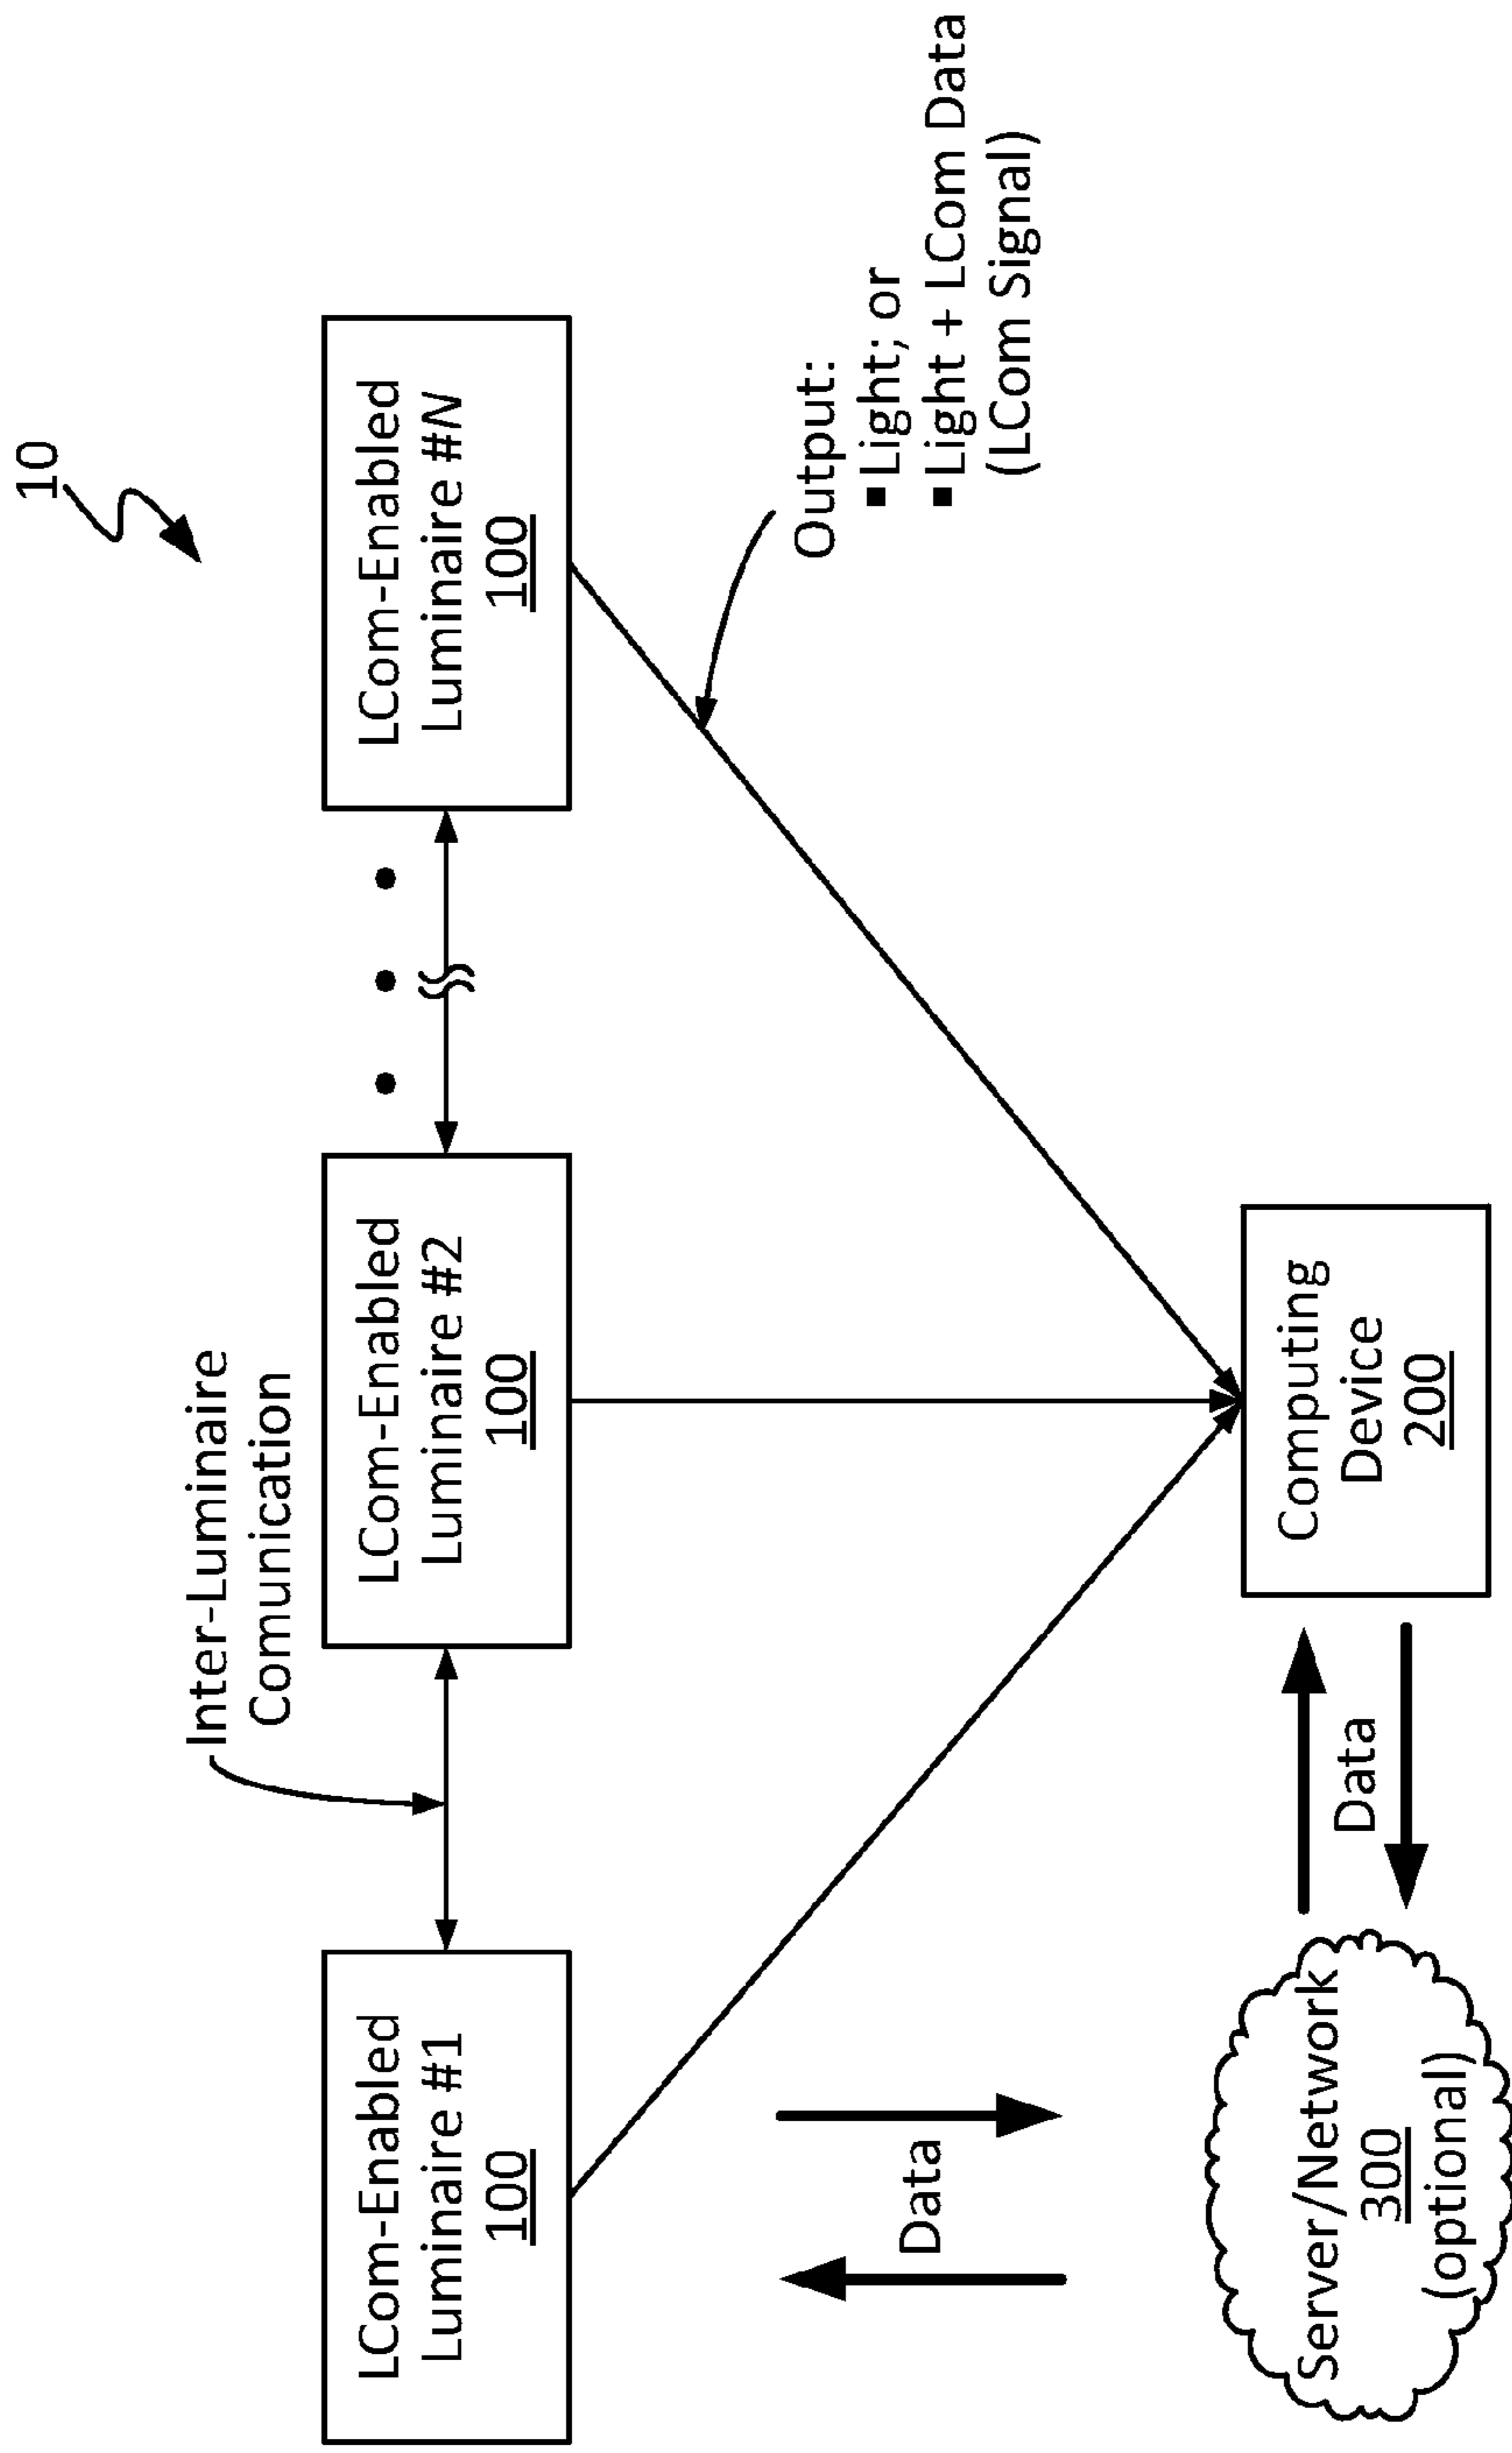 10
Inter-Luminaire
Comunication
LCom-Enabled
Luminaire #1
100
LCom-Enabled
Luminaire #2
100
LCom-Enabled
Luminaire #N
100
Output:
▪ Light; or
▪ Light + LCom Data
(LCom Signal)
Data
Server/Network
300
(optional)
Data
Computing
Device
200